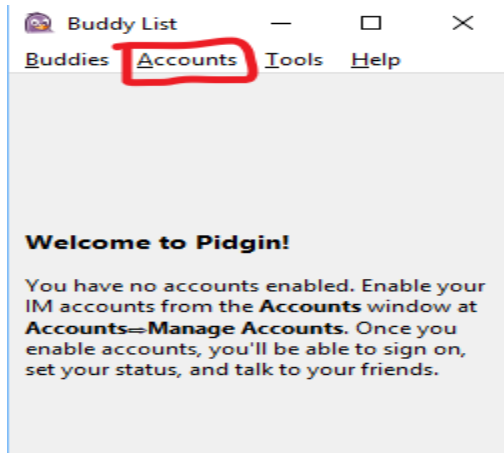 Buddy List
Buddies Accounts Tools Help
Welcome to Pidgin!
You have no accounts enabled. Enable your
IM accounts from the Accounts window at
Accounts⇒Manage Accounts. Once you
enable accounts, you'll be able to sign on,
set your status, and talk to your friends.